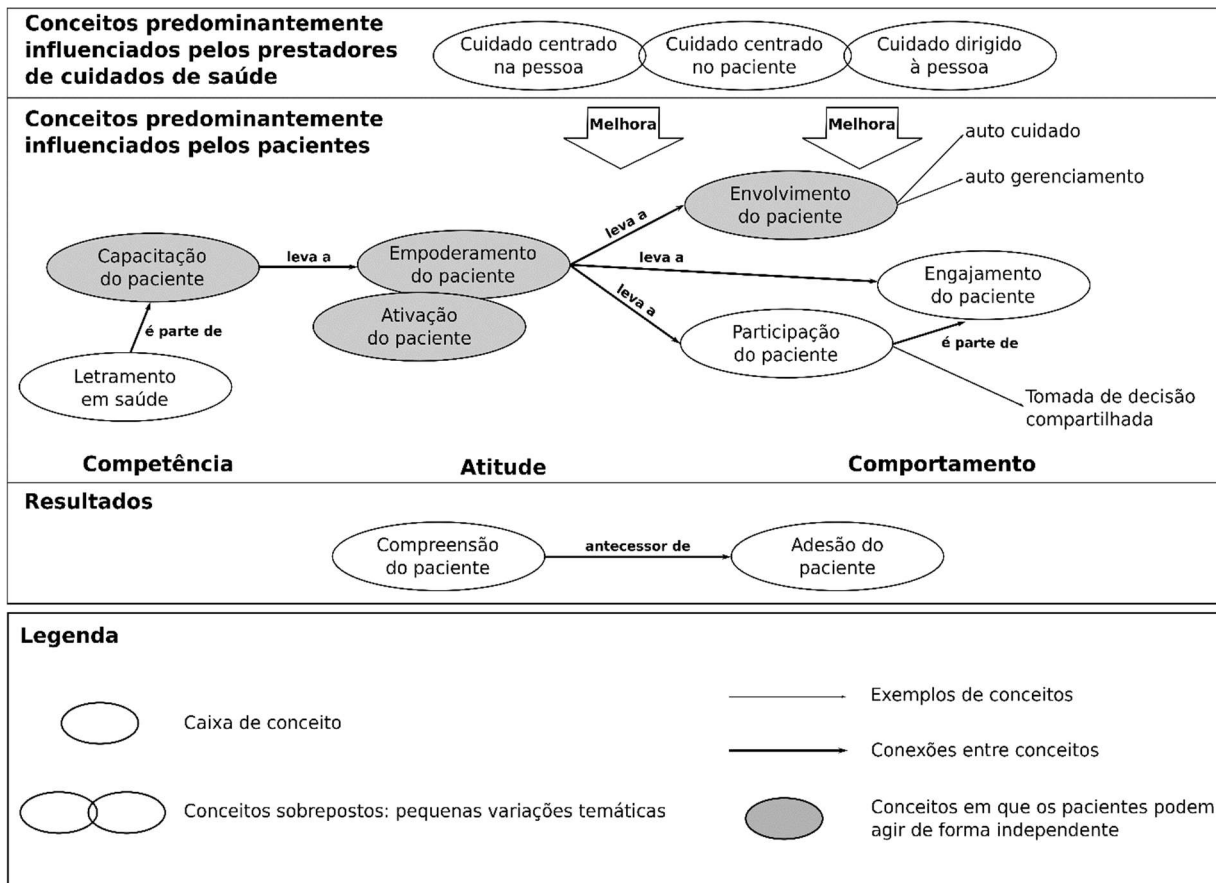 Conceitos predominantemente
influenciados pelos prestadores
de cuidados de saúde
Cuidado centrado
na pessoa
Cuidado centrado
no paciente
Cuidado dirigido
à pessoa
Conceitos predominantemente
influenciados pelos pacientes
Melhora
Melhora
auto cuidado
auto gerenciamento
Envolvimento
do paciente
leva a
Capacitação
do paciente
leva a
Empoderamento
do paciente
leva a
Engajamento
do paciente
Ativação
do paciente
leva a
Participação
do paciente
é parte de
é parte de
Letramento
em saúde
Tomada de decisão
compartilhada
Competência
Atitude
Comportamento
Resultados
Compreensão
do paciente
antecessor de
Adesão do
paciente
Legenda
Caixa de conceito
Conceitos sobrepostos: pequenas variações temáticas
Exemplos de conceitos
Conexões entre conceitos
Conceitos em que os pacientes podem
agir de forma independente